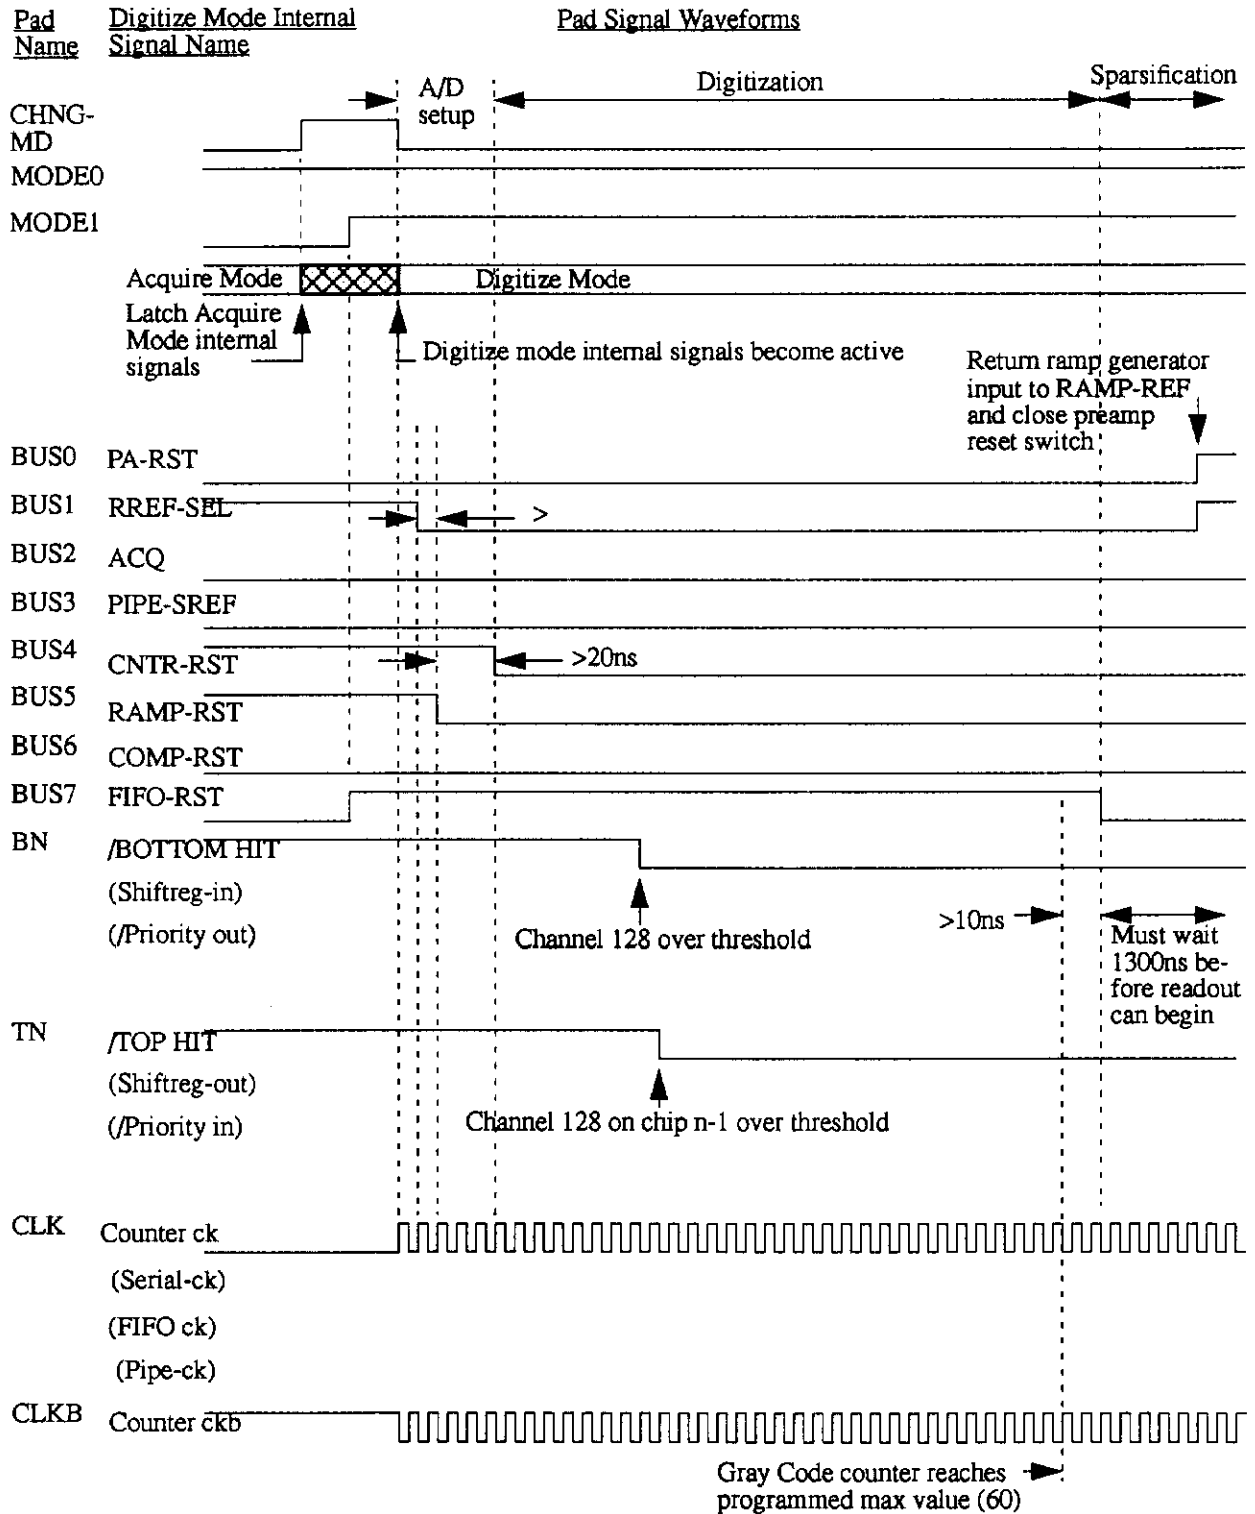 Pad Name
Digitize Mode Internal Signal Name
Pad Signal Waveforms
A/D
setup
Digitization
Sparsification
CHNG-
MD
MODE0
MODE1
Acquire Mode
Digitize Mode
Latch Acquire
Mode internal
signals
Digitize mode internal signals become active
Return ramp generator
input to RAMP-REF
and close preamp
reset switch
BUS0 PA-RST
BUS1 RREF-SEL
>
BUS2 ACQ
BUS3 PIPE-SREF
BUS4 CNTR-RST
>20ns
BUS5 RAMP-RST
BUS6 COMP-RST
BUS7 FIFO-RST
BN /BOTTOM HIT
(Shiftreg-in)
(/Priority out)
Channel 128 over threshold
>10ns
Must wait
1300ns be-
fore readout
can begin
TN /TOP HIT
(Shiftreg-out)
(/Priority in)
Channel 128 on chip n-1 over threshold
CLK Counter ck
(Serial-ck)
(FIFO ck)
(Pipe-ck)
CLKB Counter ckb
Gray Code counter reaches
programmed max value (60)